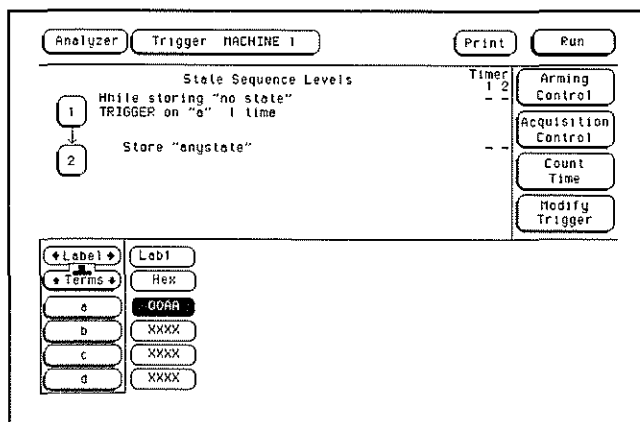 Analyzer Trigger MACHINE 1 Print Run
State Sequence Levels
Timer
1 2
1 While storing "no state"
TRIGGER on "a" 1 time
- -
2 Store "anystate"
- -
Arming
Control
Acquisition
Control
Count
Time
Modify
Trigger
Label Lab1
Terms Hex
a 00AA
b XXXX
c XXXX
d XXXX